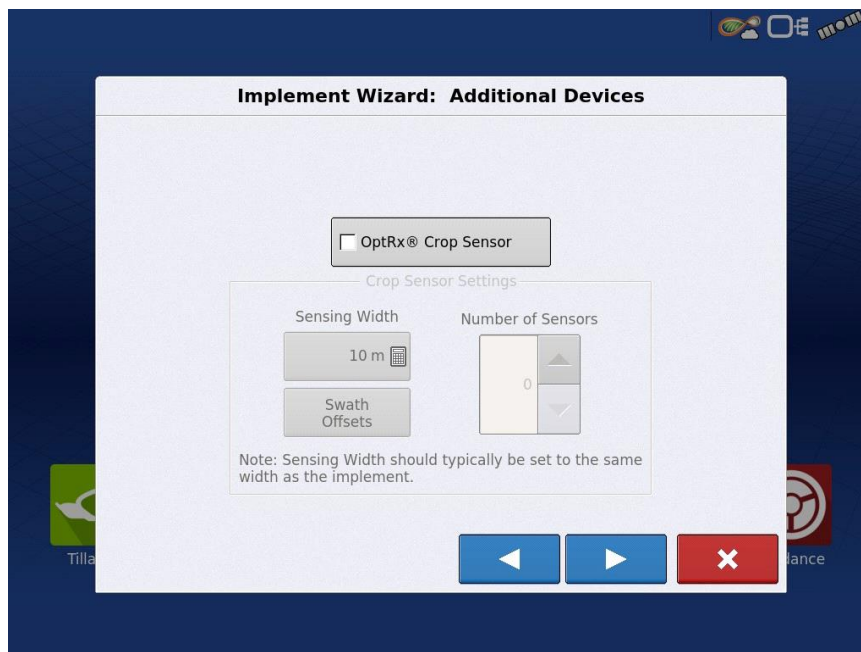 Implement Wizard: Additional Devices
OptRx® Crop Sensor
Crop Sensor Settings
Sensing Width
Number of Sensors
10 m
0
Swath
Offsets
Note: Sensing Width should typically be set to the same
width as the implement.
Tilla
dance